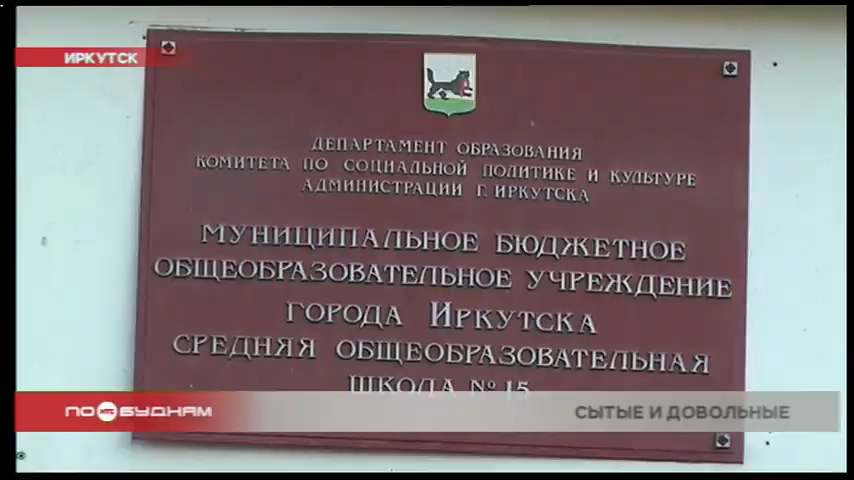 ИРКУТСК
ДЕПАРТАМЕНТ ОБРАЗОВАНИЯ
КОМИТЕТА ПО СОЦИАЛЬНОЙ ПОЛИТИКЕ И КУЛЬТУРЕ
АДМИНИСТРАЦИИ Г. ИРКУТСКА
МУНИЦИПАЛЬНОЕ БЮДЖЕТНОЕ
ОБЩЕОБРАЗОВАТЕЛЬНОЕ УЧРЕЖДЕНИЕ
ГОРОДА ИРКУТСКА
СРЕДНЯЯ ОБЩЕОБРАЗОВАТЕЛЬНАЯ
ШКОЛА № 15
ПО НТС БУДНЯМ
СЫТЫЕ И ДОВОЛЬНЫЕ